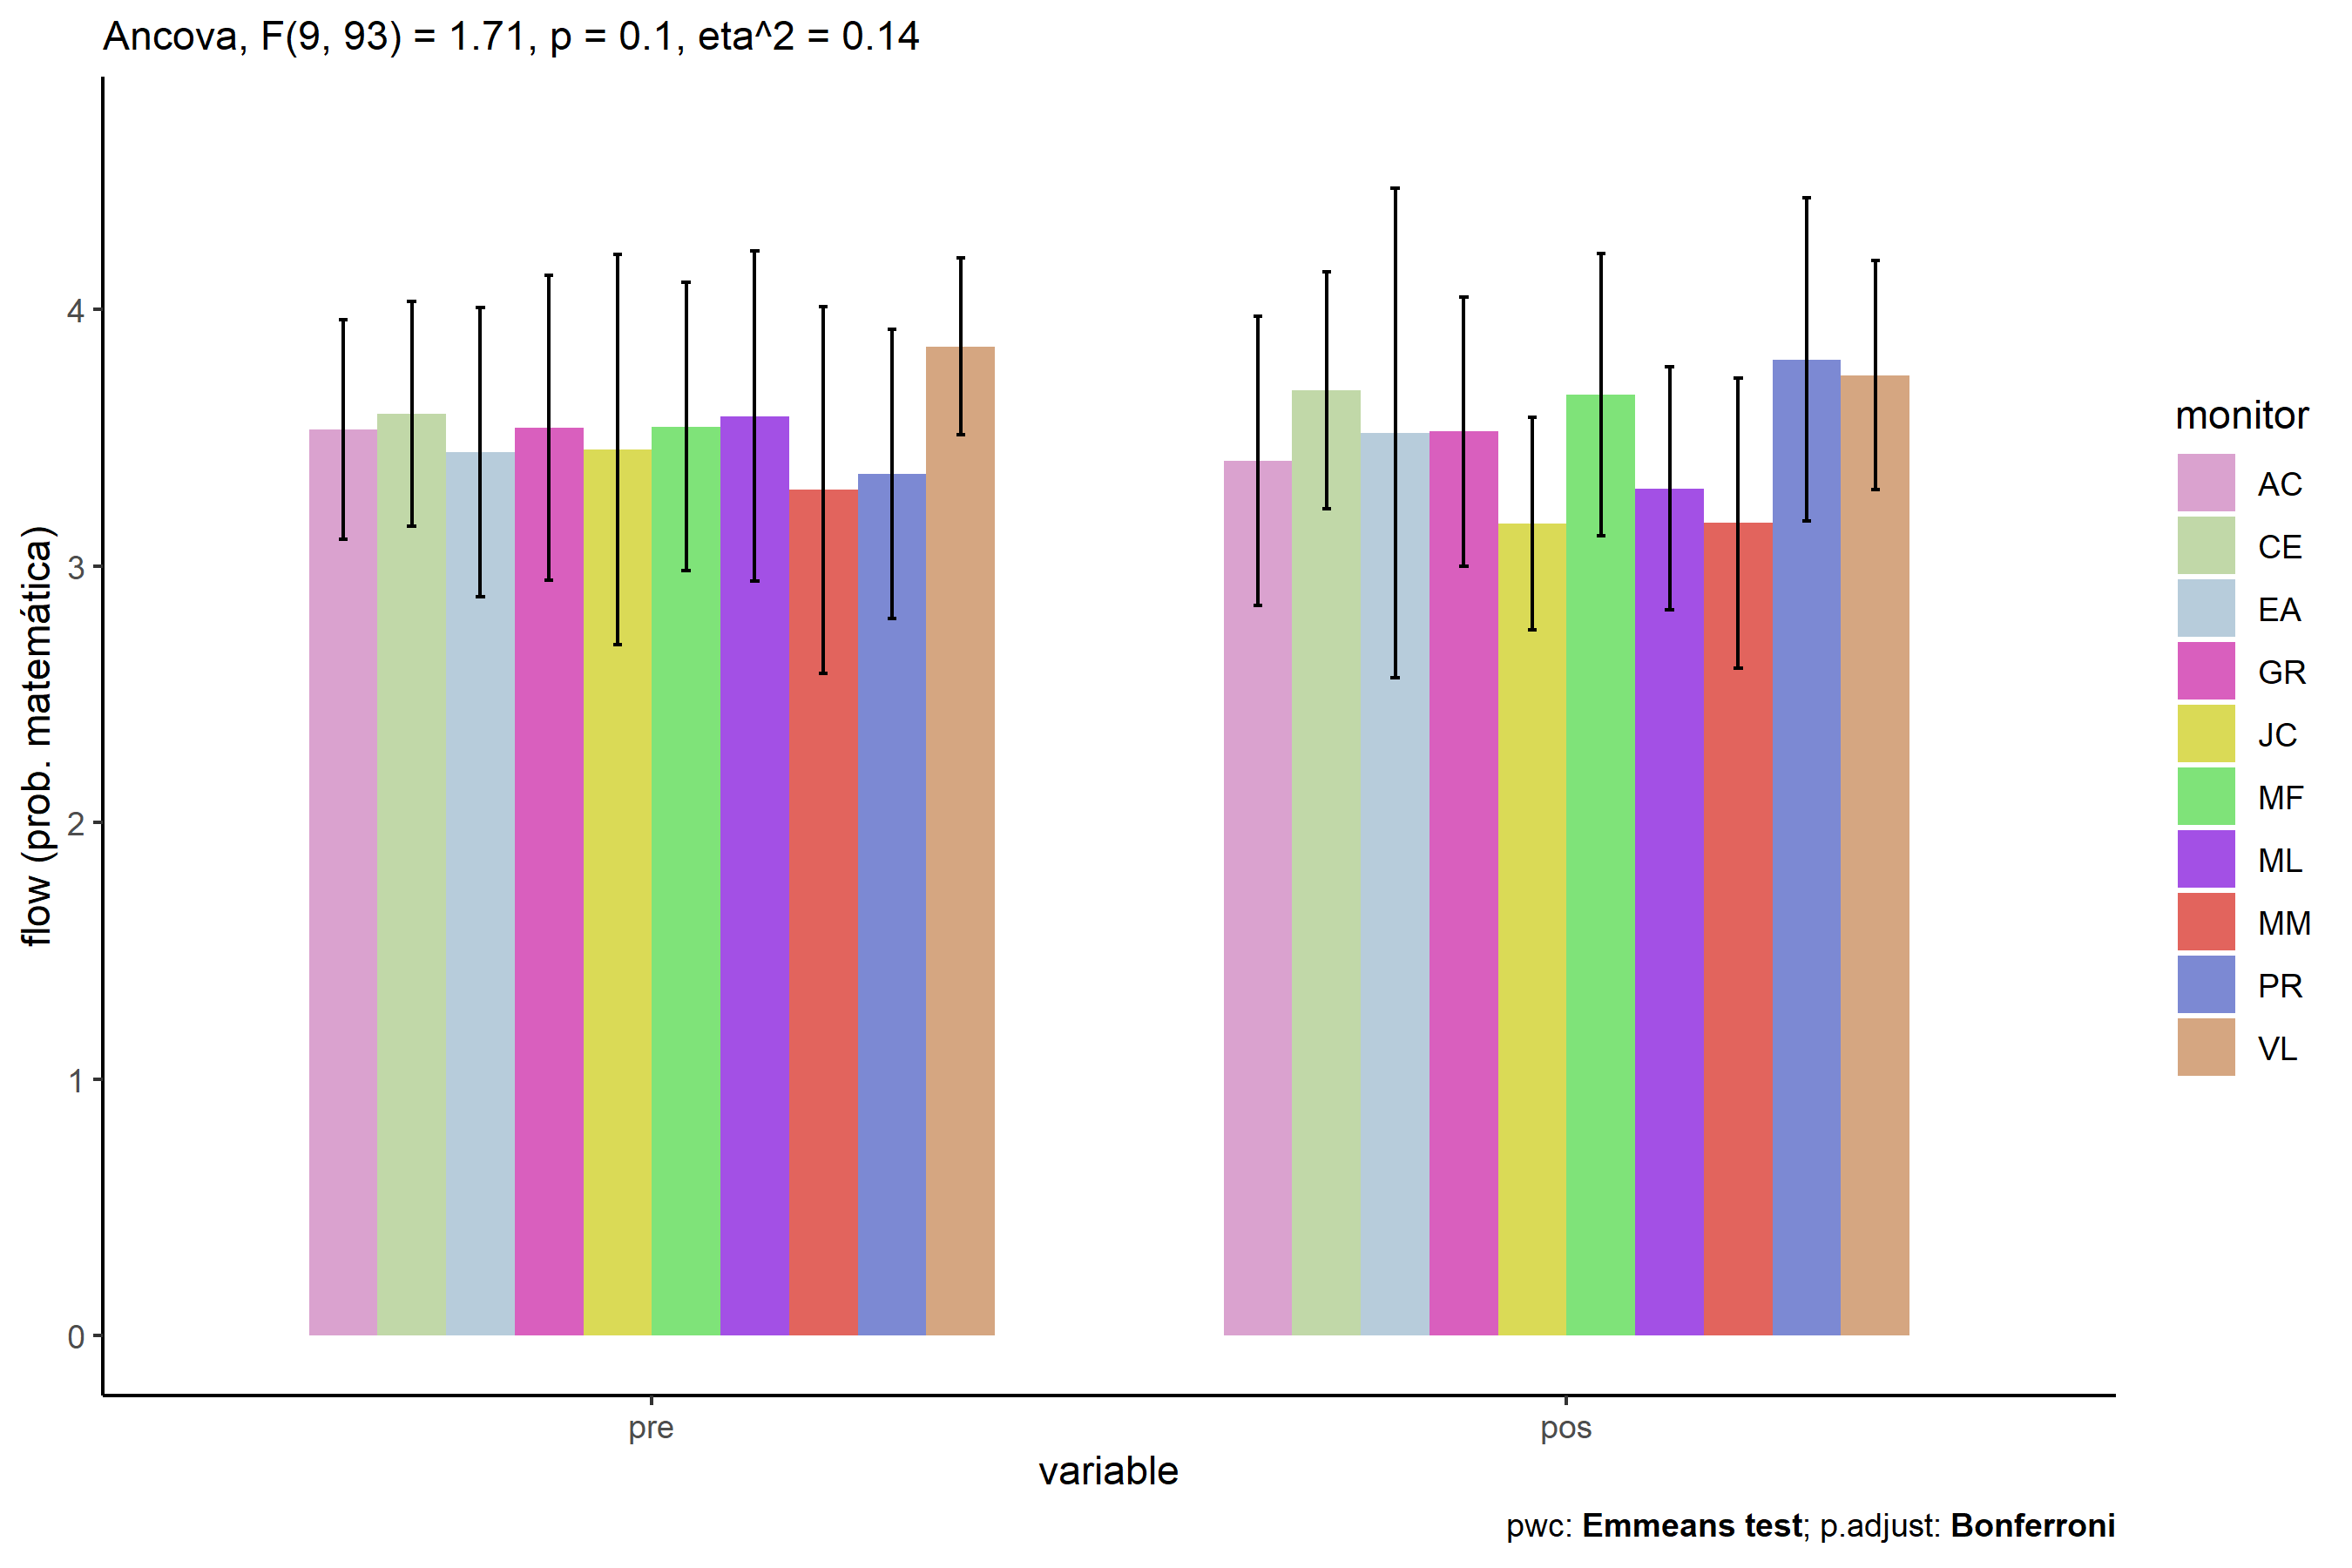 Ancova, F(9, 93) = 1.71, p = 0.1, eta^2 = 0.14
flow (prob. matemática)
4
3
2
1
0
pre
pos
variable
monitor
AC
CE
EA
GR
JC
MF
ML
MM
PR
VL
pwc: Emmeans test; p.adjust: Bonferroni